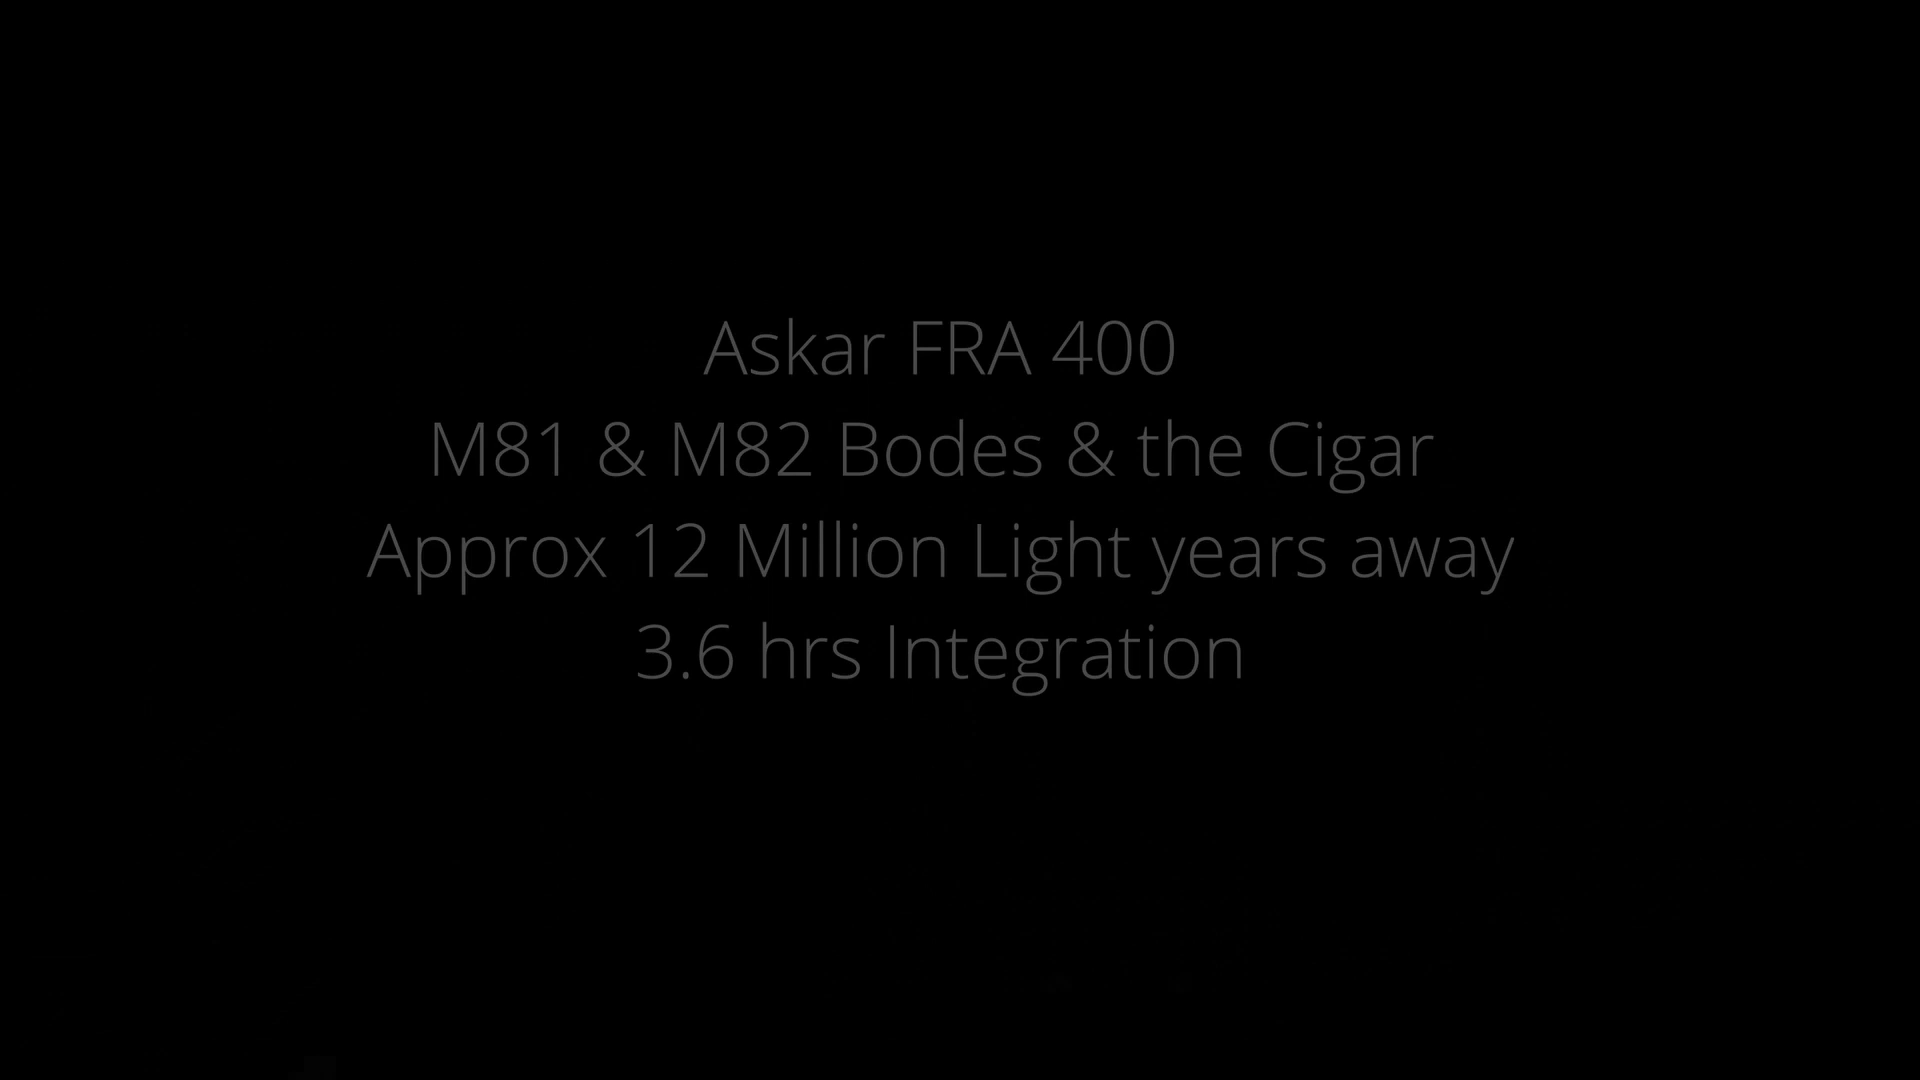 Askar FRA 400
M81 & M82 Bodes & the Cigar
Approx 12 Million Light years away
3.6 hrs Integration